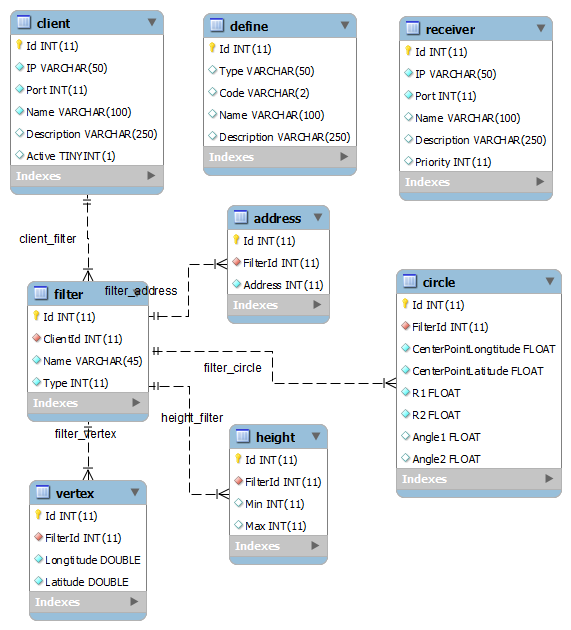 client
Id INT(11)
IP VARCHAR(50)
Port INT(11)
Name VARCHAR(100)
Description VARCHAR(250)
Active TINYINT(1)
Indexes
define
Id INT(11)
Type VARCHAR(50)
Code VARCHAR(2)
Name VARCHAR(100)
Description VARCHAR(250)
Indexes
receiver
Id INT(11)
IP VARCHAR(50)
Port INT(11)
Name VARCHAR(100)
Description VARCHAR(250)
Priority INT(11)
Indexes
client_filter
address
Id INT(11)
FilterId INT(11)
Address INT(11)
Indexes
filter_address
filter
Id INT(11)
ClientId INT(11)
Name VARCHAR(45)
Type INT(11)
Indexes
circle
Id INT(11)
FilterId INT(11)
CenterPointLongtitude FLOAT
CenterPointLatitude FLOAT
R1 FLOAT
R2 FLOAT
Angle1 FLOAT
Angle2 FLOAT
Indexes
filter_circle
height_filter
filter_vertex
height
Id INT(11)
FilterId INT(11)
Min INT(11)
Max INT(11)
Indexes
vertex
Id INT(11)
FilterId INT(11)
Longtitude DOUBLE
Latitude DOUBLE
Indexes